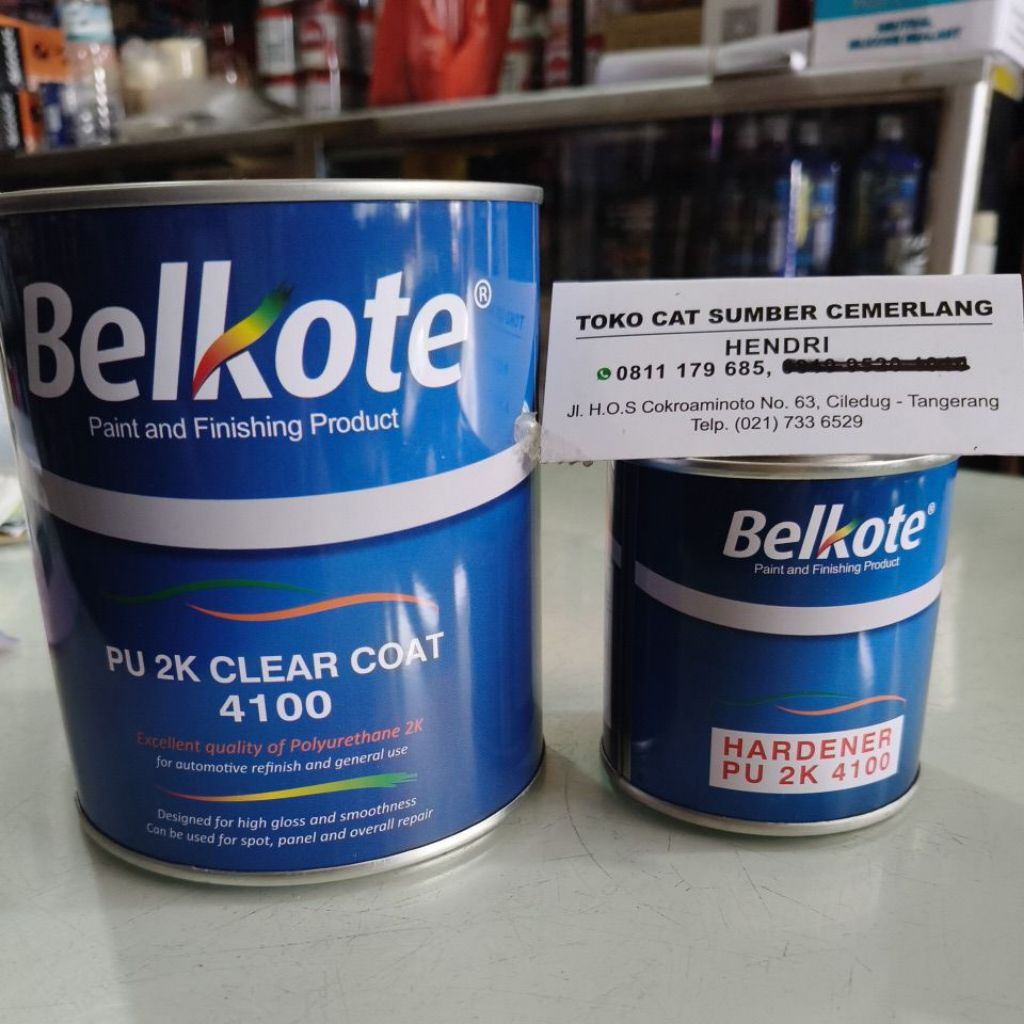 Belkote®
Paint and Finishing Product
PU 2K CLEAR COAT
4100
Excellent quality of Polyurethane 2K
for automotive refinish and general use
Designed for high gloss and smoothness
Can be used for spot, panel and overall repair
TOKO CAT SUMBER CEMERLANG
HENDRI
0811 179 685,
Jl. H.O.S Cokroaminoto No. 63, Ciledug - Tangerang
Telp. (021) 733 6529
Belkote®
Paint and Finishing Product
HARDENER
PU 2K 4100